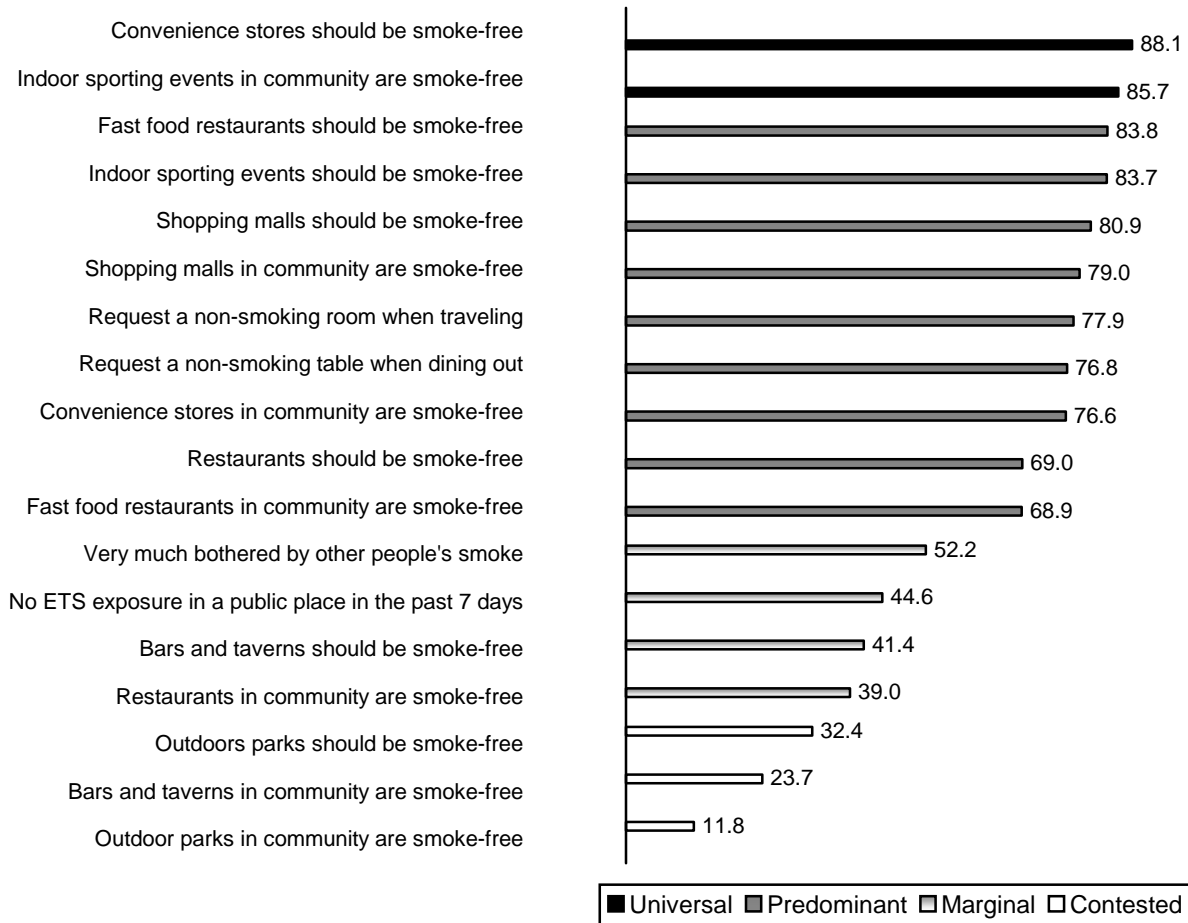 Convenience stores should be smoke-free 88.1
Indoor sporting events in community are smoke-free 85.7
Fast food restaurants should be smoke-free 83.8
Indoor sporting events should be smoke-free 83.7
Shopping malls should be smoke-free 80.9
Shopping malls in community are smoke-free 79.0
Request a non-smoking room when traveling 77.9
Request a non-smoking table when dining out 76.8
Convenience stores in community are smoke-free 76.6
Restaurants should be smoke-free 69.0
Fast food restaurants in community are smoke-free 68.9
Very much bothered by other people's smoke 52.2
No ETS exposure in a public place in the past 7 days 44.6
Bars and taverns should be smoke-free 41.4
Restaurants in community are smoke-free 39.0
Outdoors parks should be smoke-free 32.4
Bars and taverns in community are smoke-free 23.7
Outdoor parks in community are smoke-free 11.8
Universal Predominant Marginal Contested